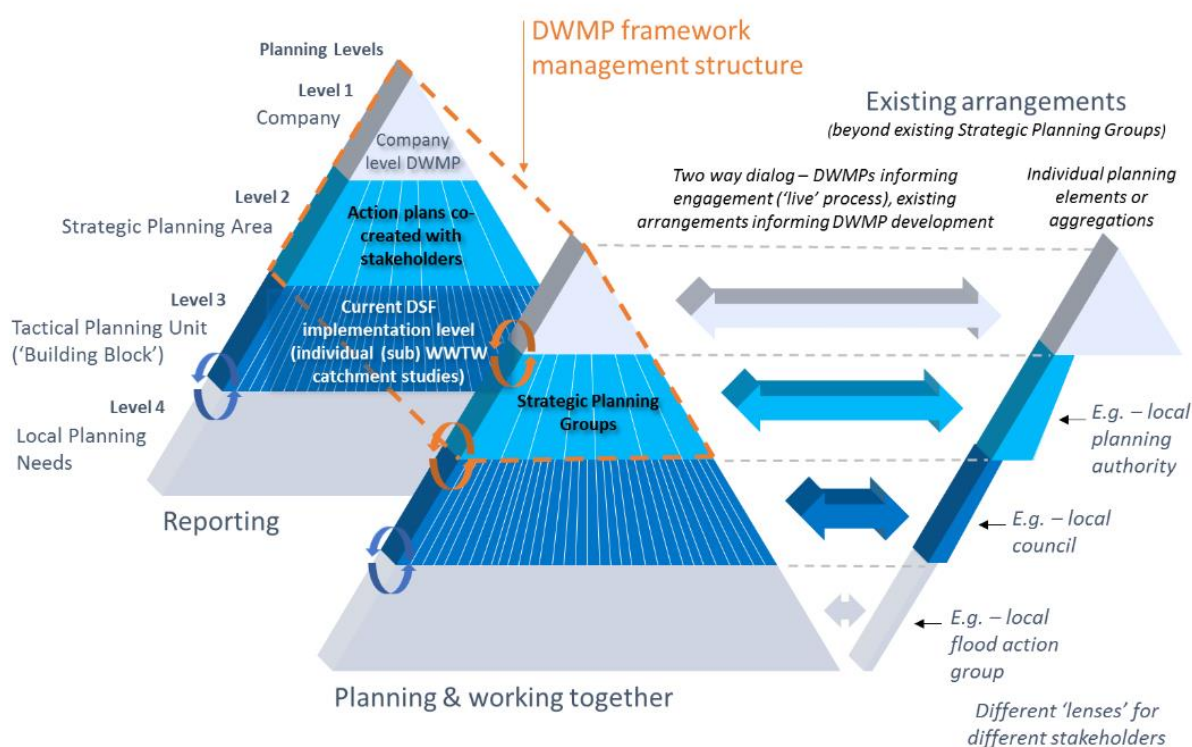 DWMP framework
management structure
Planning Levels
Level 1
Company
Company
level DWMP
Level 2
Strategic Planning Area
Action plans co-
created with
stakeholders
Level 3
Tactical Planning Unit
(‘Building Block’)
Current DSF
implementation level
(individual (sub) WWTW
catchment studies)
Level 4
Local Planning
Needs
Reporting
Strategic Planning
Groups
Planning & working together
Existing arrangements
(beyond existing Strategic Planning Groups)
Two way dialog – DWMPs informing
engagement (‘live’ process), existing
arrangements informing DWMP development
Individual planning
elements or
aggregations
E.g. – local
planning
authority
E.g. – local
council
E.g. – local
flood action
group
Different ‘lenses’ for
different stakeholders